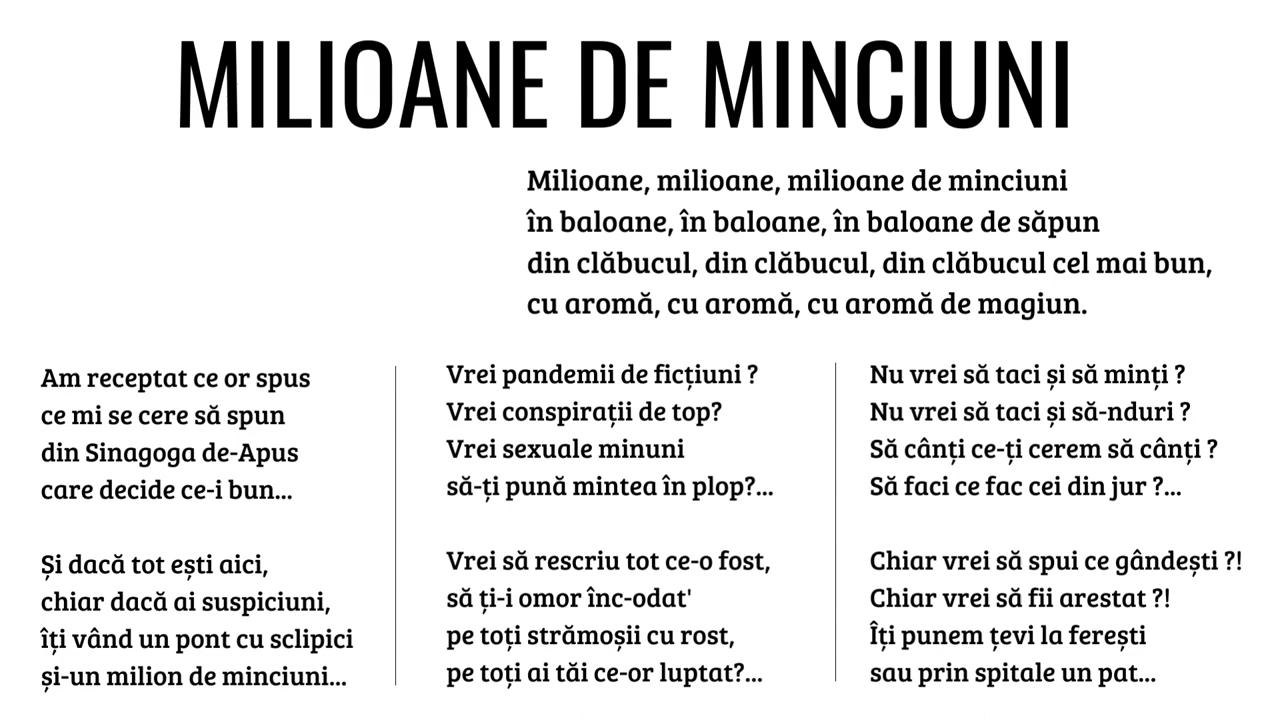 MILIOANE DE MINCIUNI
Milioane, milioane, milioane de minciuni
în baloane, în baloane, în baloane de săpun
din clăbucul, din clăbucul, din clăbucul cel mai bun,
cu aromă, cu aromă, cu aromă de magiun.
Am receptat ce or spus
ce mi se cere să spun
din Sinagoga de-Apus
care decide ce-i bun...
Și dacă tot ești aici,
chiar dacă ai suspiciuni,
îți vând un pont cu sclipici
și-un milion de minciuni...
Vrei pandemii de ficțiuni ?
Vrei conspirații de top?
Vrei sexuale minuni
să-ți pună mintea în plop?...
Vrei să rescriu tot ce-o fost,
să ți-i omor înc-odat'
pe toți strămoșii cu rost,
pe toți ai tăi ce-or luptat?...
Nu vrei să taci și să minți ?
Nu vrei să taci și să-nduri ?
Să cânți ce-ți cerem să cânți ?
Să faci ce fac cei din jur ?...
Chiar vrei să spui ce gândești ?!
Chiar vrei să fii arestat ?!
Îți punem țevi la ferești
sau prin spitale un pat...